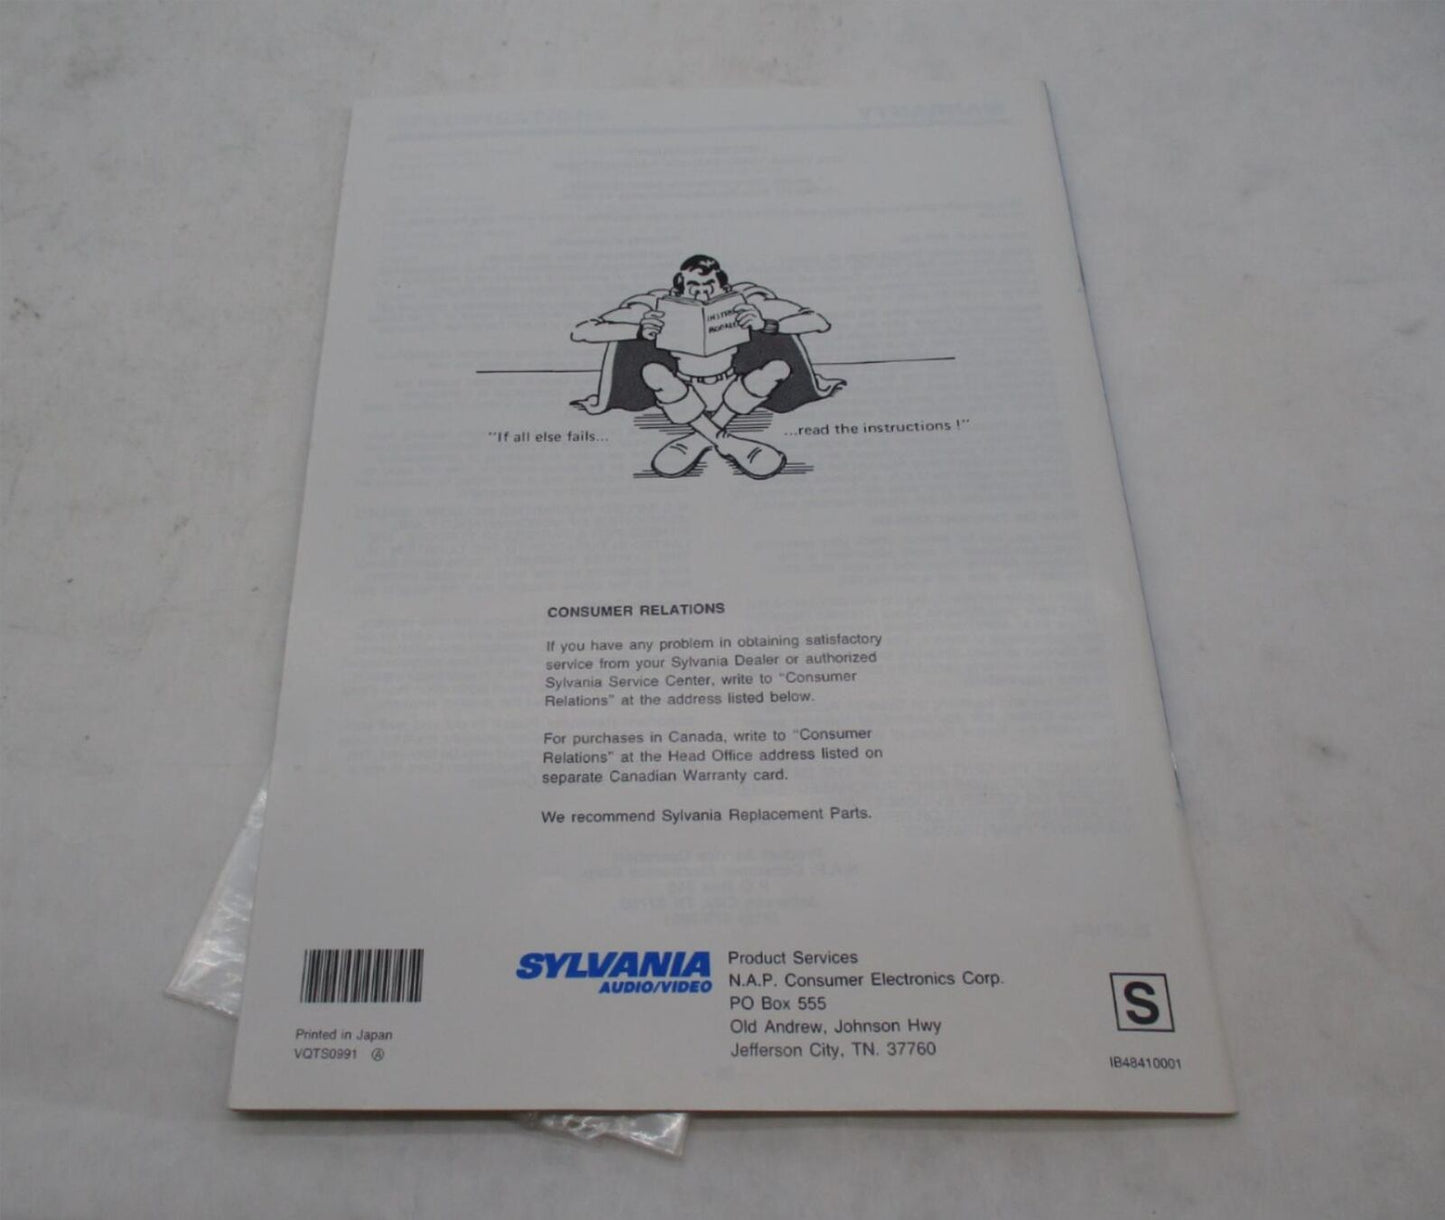 INSTRUC
BOOKLET
"If all else fails...
...read the instructions !"
CONSUMER RELATIONS
If you have any problem in obtaining satisfactory
service from your Sylvania Dealer or authorized
Sylvania Service Center, write to "Consumer
Relations" at the address listed below.
For purchases in Canada, write to "Consumer
Relations" at the Head Office address listed on
separate Canadian Warranty card.
We recommend Sylvania Replacement Parts.
Printed in Japan
VQTS0991 Ⓐ
SYLVANIA
AUDIO/VIDEO
Product Services
N.A.P. Consumer Electronics Corp.
PO Box 555
Old Andrew, Johnson Hwy
Jefferson City, TN. 37760
S
IB48410001